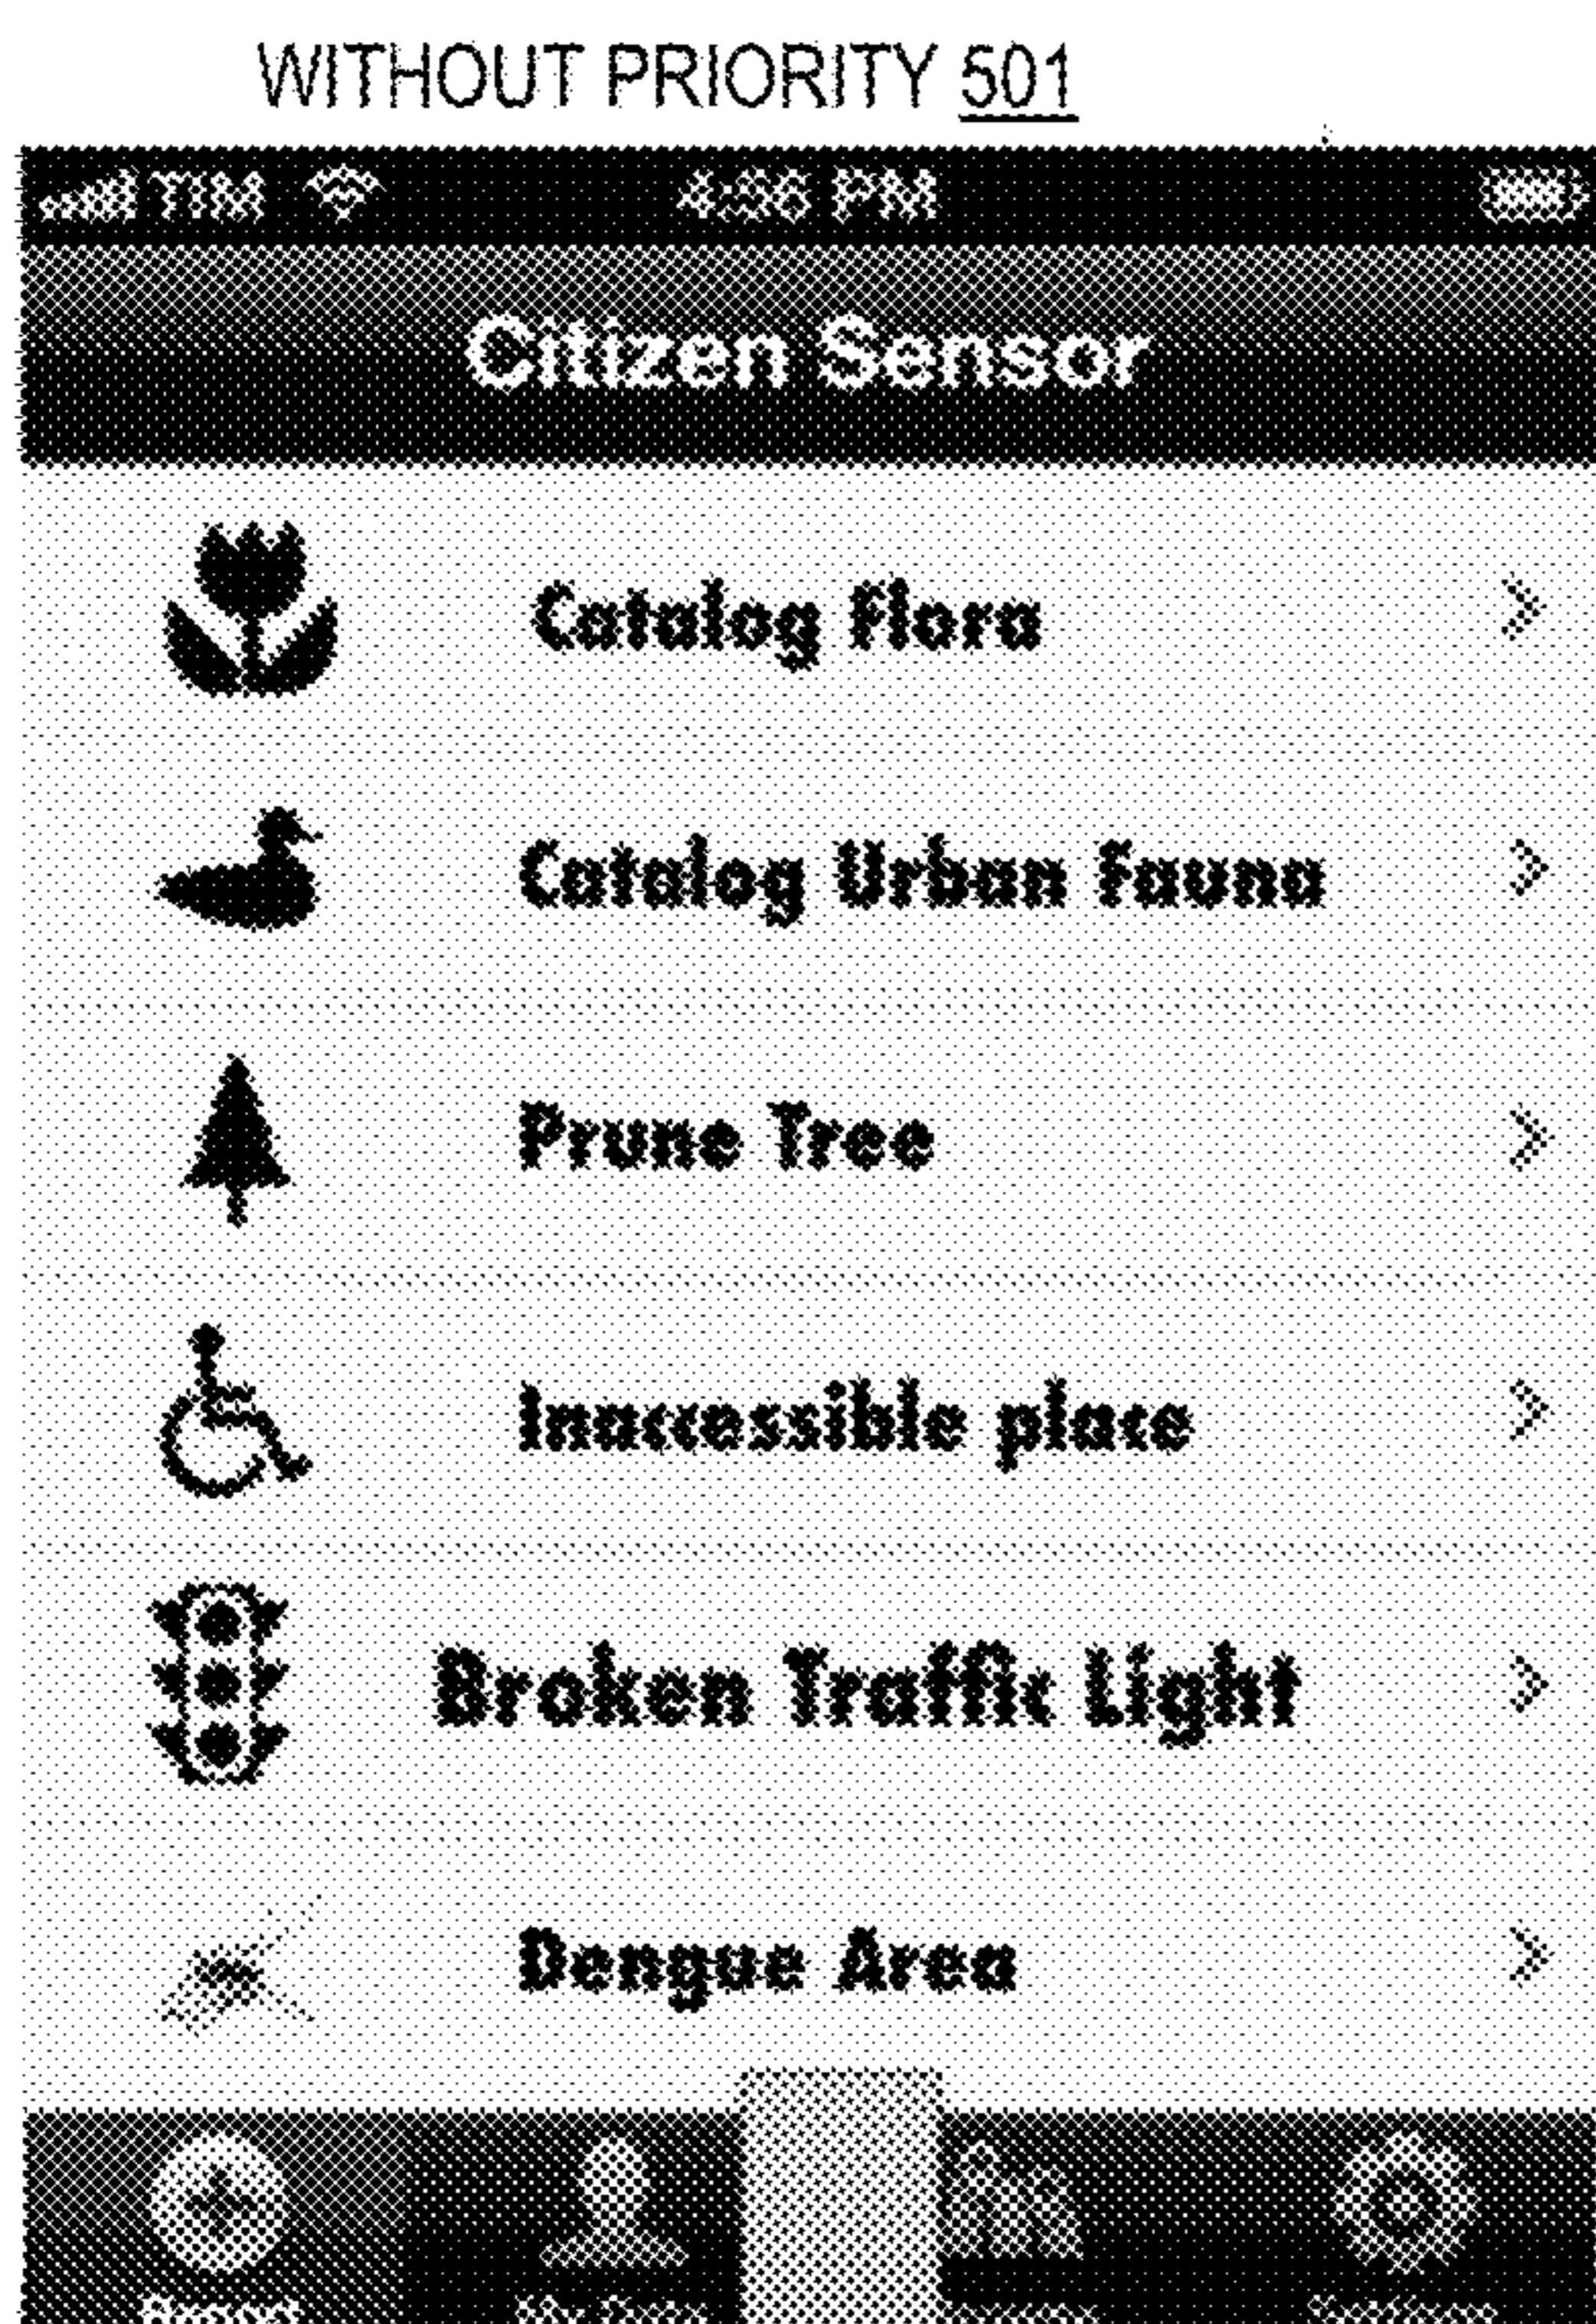 WITHOUT PRIORITY 501
TIM 4:36 PM
Citizen Sensor
Catalog Flora
Catalog Urban Fauna
Prune Tree
Inaccessible place
Broken Traffic Light
Dengue Area